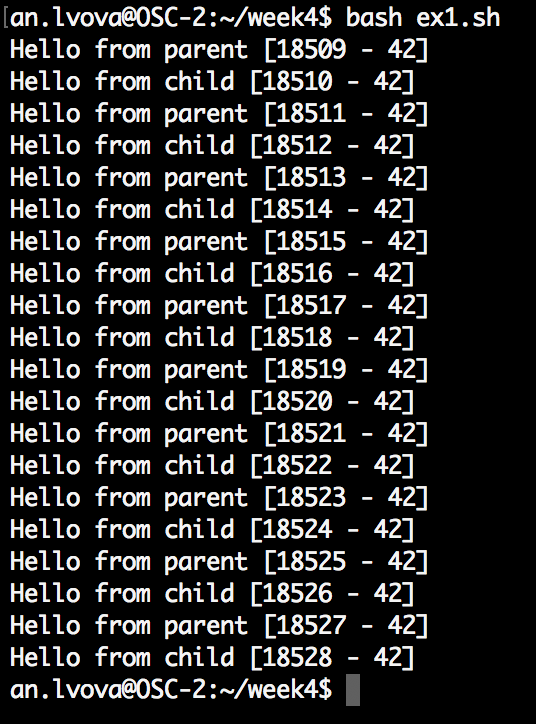 [an.lvova@OSC-2:~/week4$ bash ex1.sh
Hello from parent [18509 - 42]
Hello from child [18510 - 42]
Hello from parent [18511 - 42]
Hello from child [18512 - 42]
Hello from parent [18513 - 42]
Hello from child [18514 - 42]
Hello from parent [18515 - 42]
Hello from child [18516 - 42]
Hello from parent [18517 - 42]
Hello from child [18518 - 42]
Hello from parent [18519 - 42]
Hello from child [18520 - 42]
Hello from parent [18521 - 42]
Hello from child [18522 - 42]
Hello from parent [18523 - 42]
Hello from child [18524 - 42]
Hello from parent [18525 - 42]
Hello from child [18526 - 42]
Hello from parent [18527 - 42]
Hello from child [18528 - 42]
an.lvova@OSC-2:~/week4$